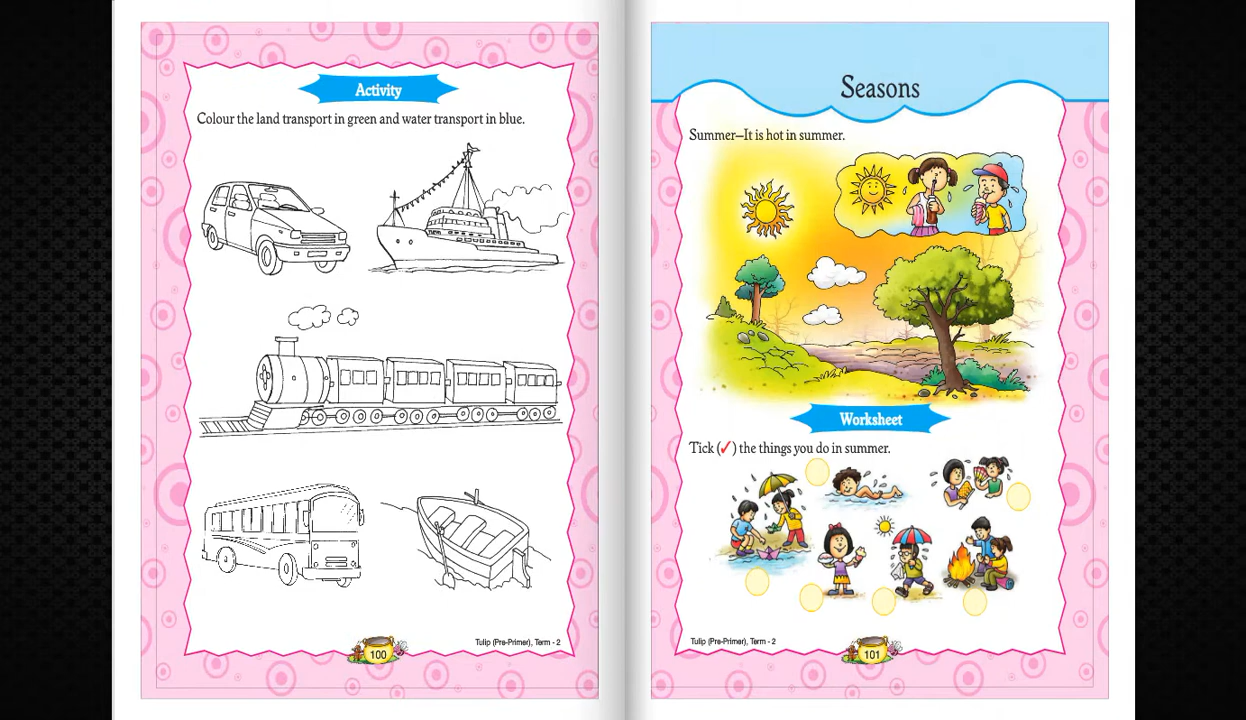 Activity
Colour the land transport in green and water transport in blue.
Tulip (Pre-Primer), Term - 2
100
Seasons
Summer–It is hot in summer.
Worksheet
Tick (✓) the things you do in summer.
Tulip (Pre-Primer), Term - 2
101